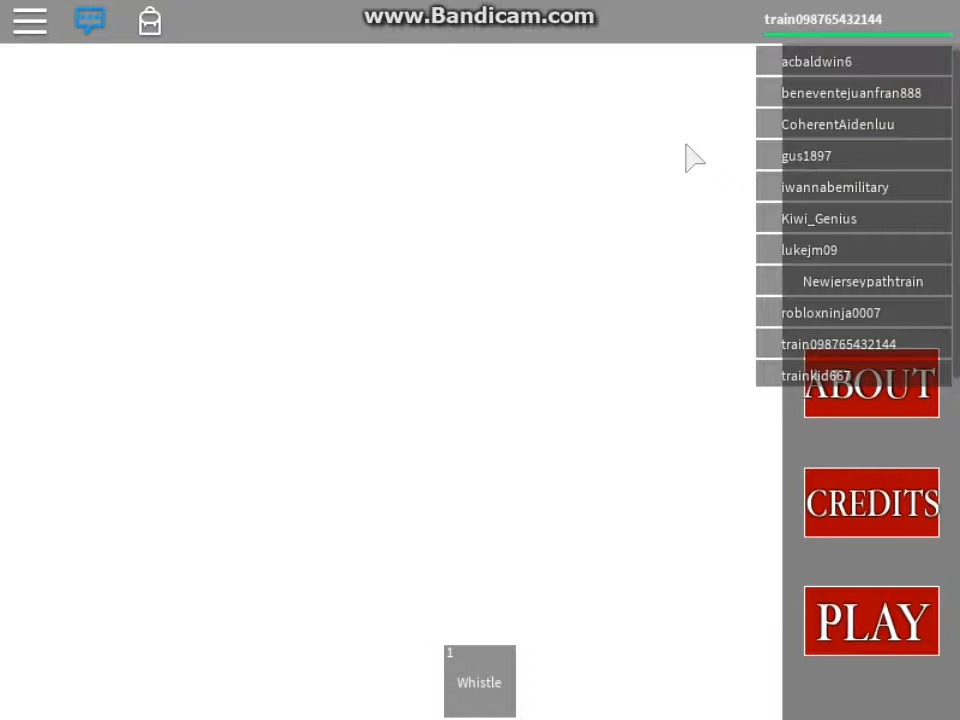 www.Bandicam.com
train098765432144
acbaldwin6
beneventejuanfran888
CoherentAidenluu
gus1897
iwannabemilitary
Kiwi_Genius
lukejm09
Newjerseypathtrain
robloxninja0007
train098765432144
trainkid667
ABOUT
CREDITS
PLAY
1
Whistle